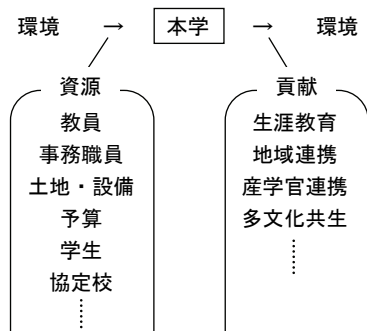 環境 → 本学 → 環境
資源
教員
事務職員
土地・設備
予算
学生
協定校
貢献
生涯教育
地域連携
産学官連携
多文化共生